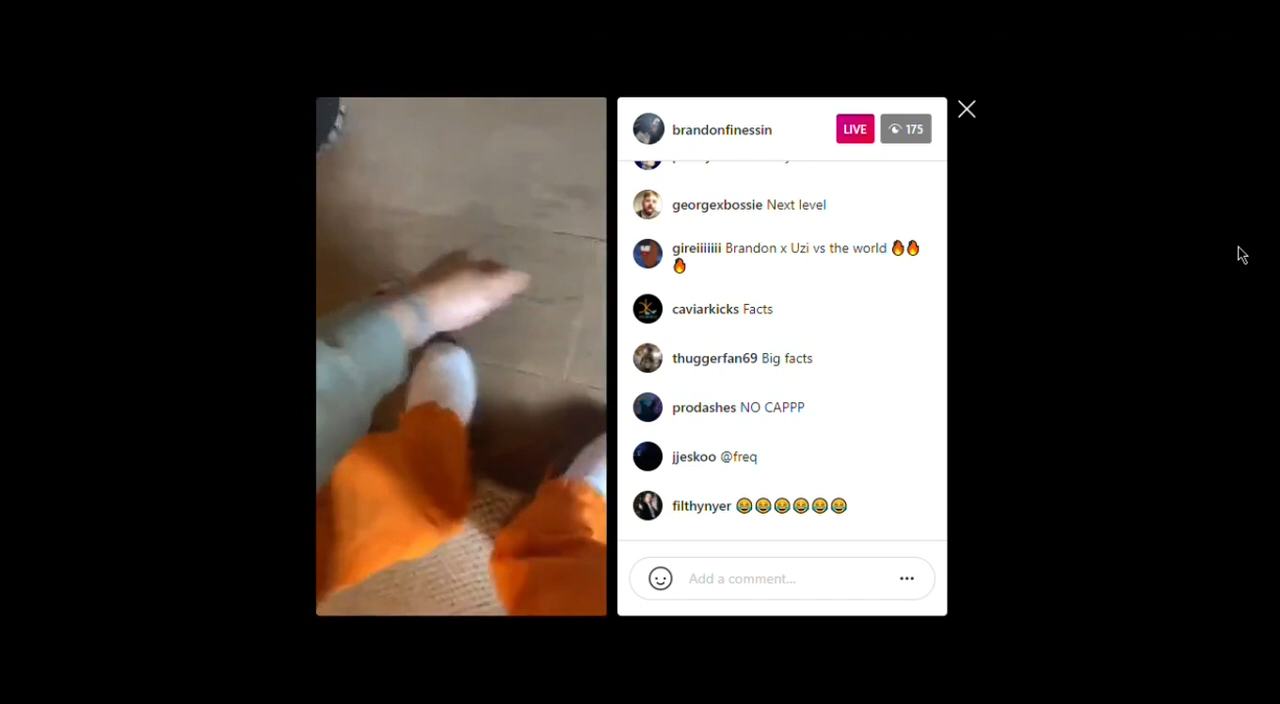 brandonfinessin LIVE 175
georgexbossie Next level
gireiiiiiii Brandon x Uzi vs the world 🔥🔥
🔥
caviarkicks Facts
thuggerfan69 Big facts
prodashes NO CAPPP
jjeskoo @freq
filthynyer 😂😂😂😂😂😂
Add a comment...